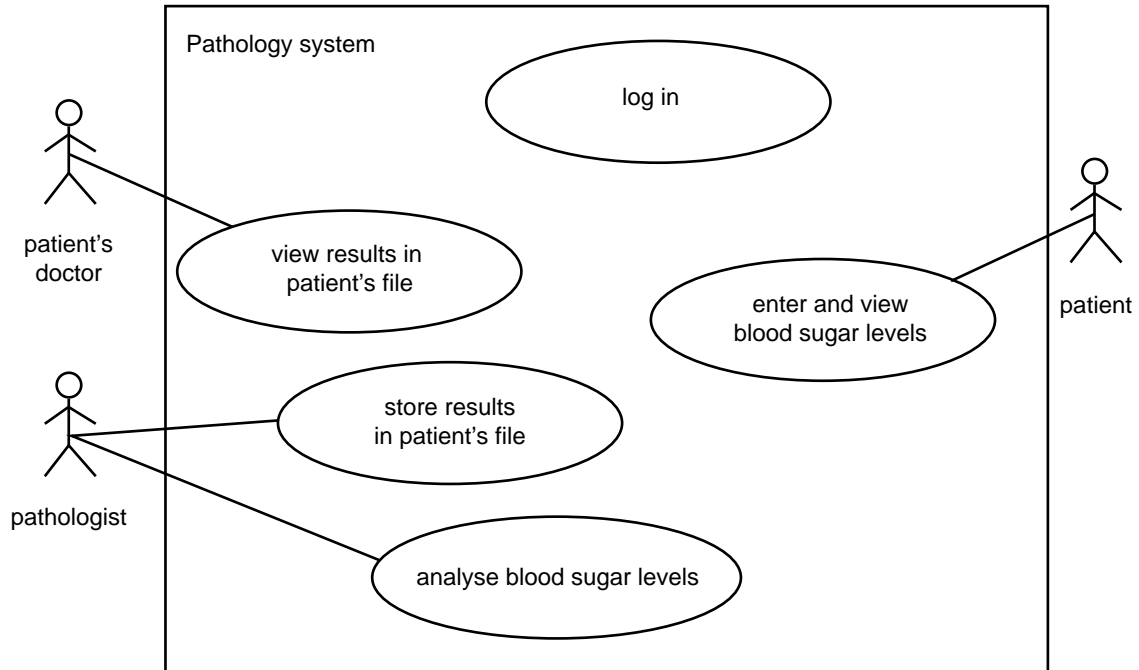 Pathology system
log in
patient’s
doctor
view results in
patient’s file
enter and view
blood sugar levels
patient
store results
in patient’s file
pathologist
analyse blood sugar levels